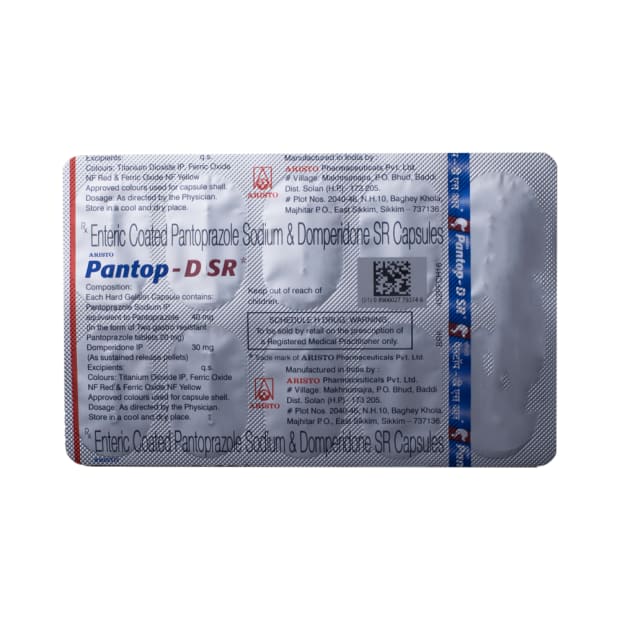 Excipients: q.s.
Colours: Titanium Dioxide IP, Ferric Oxide
NF Red & Ferric Oxide NF Yellow
Approved colours used for capsule shell.
Dosage: As directed by the Physician.
Store in a cool and dry place.
ARISTO
Manufactured in India by :
ARISTO Pharmaceuticals Pvt. Ltd.
# Village: Makhnumajra, P.O. Bhud, Baddi
Dist. Solan (H.P.)- 173 205.
# Plot Nos. 2040-46, N.H.10, Baghey Khola,
Majhitar P.O., East Sikkim, Sikkim – 737136.
Rx Enteric Coated Pantoprazole Sodium & Domperidone SR Capsules
ARISTO
Pantop - D SR*
Composition:
Each Hard Gelatin Capsule contains:
Pantoprazole Sodium IP
equivalent to Pantoprazole 40 mg
(In the form of Two gastro resistant
Pantoprazole tablets 20 mg)
Domperidone IP 30 mg
(As sustained release pellets)
Excipients: q.s.
Colours: Titanium Dioxide IP, Ferric Oxide
NF Red & Ferric Oxide NF Yellow
Approved colours used for capsule shell.
Dosage: As directed by the Physician.
Store in a cool and dry place.
Keep out of reach of
children.
SCHEDULE H DRUG WARNING
To be sold by retail on the prescription of
a Registered Medical Practitioner only.
* Trade mark of ARISTO Pharmaceuticals Pvt. Ltd.
ARISTO
Manufactured in India by :
ARISTO Pharmaceuticals Pvt. Ltd.
# Village: Makhnumajra, P.O. Bhud, Baddi
Dist. Solan (H.P.)- 173 205.
# Plot Nos. 2040-46, N.H.10, Baghey Khola,
Majhitar P.O., East Sikkim, Sikkim – 737136.
Rx Enteric Coated Pantoprazole Sodium & Domperidone SR Capsules
ARISTO
BRK
Pantop - D SR